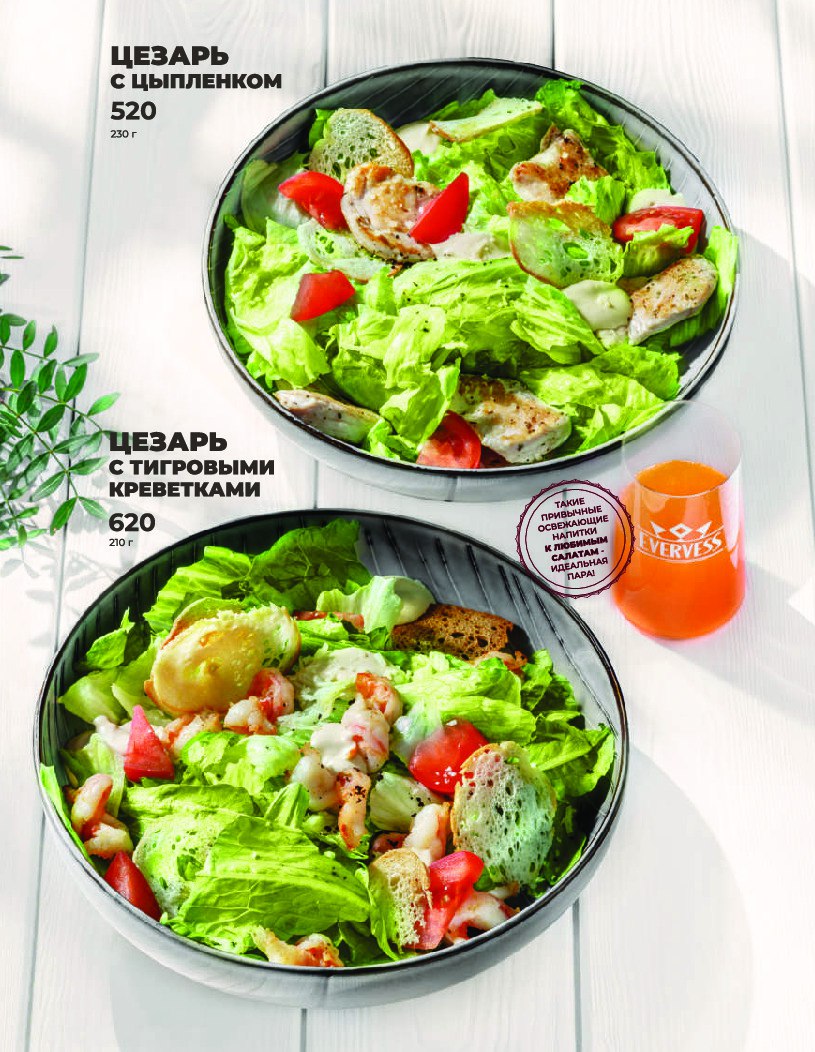 ЦЕЗАРЬ
С ЦЫПЛЕНКОМ
520
230 г
ЦЕЗАРЬ
С ТИГРОВЫМИ
КРЕВЕТКАМИ
620
210 г
ТАКИЕ
ПРИВЫЧНЫЕ
ОСВЕЖАЮЩИЕ
НАПИТКИ
К ЛЮБИМЫМ
САЛАТАМ -
ИДЕАЛЬНАЯ
ПАРА!
EVERVESS